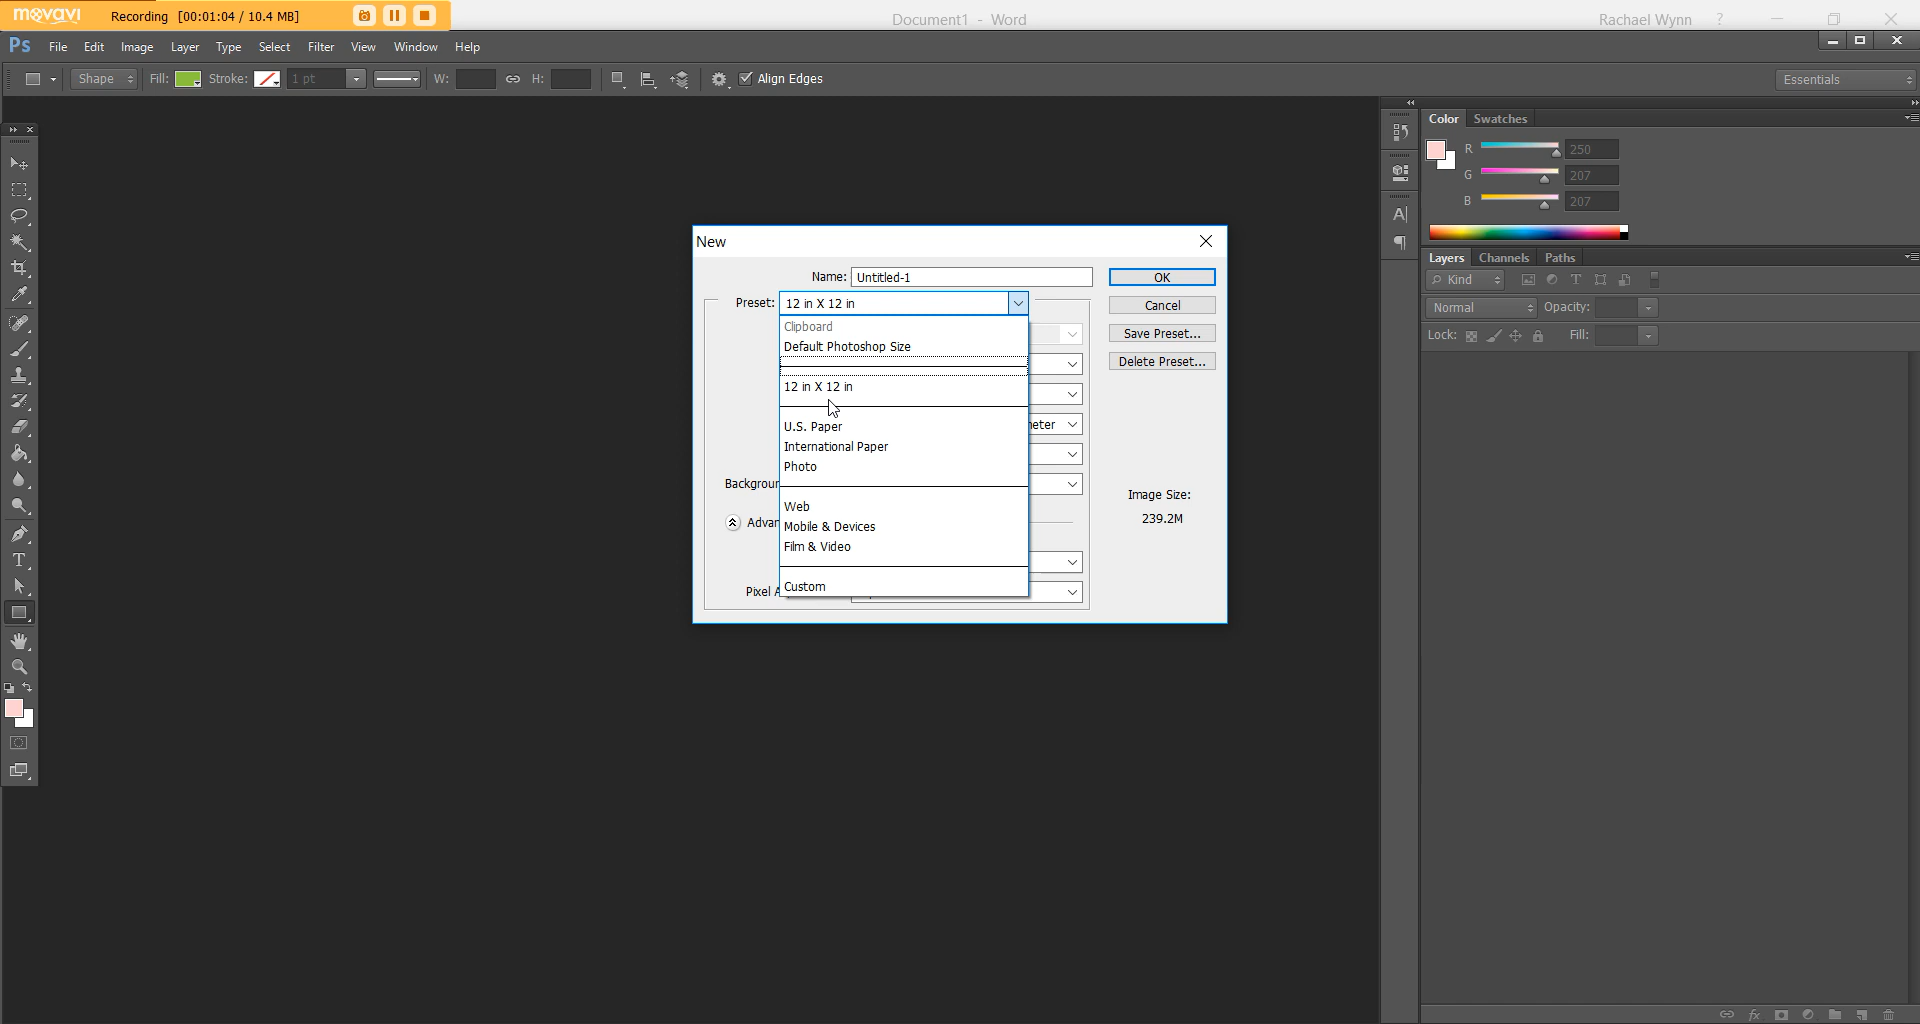 movavi Recording [00:01:04 / 10.4 MB]
Document1 - Word
Rachael Wynn ?
Ps File Edit Image Layer Type Select Filter View Window Help
Shape Fill: Stroke: 1 pt W: H: Align Edges
Essentials
Color Swatches
R 250
G 207
B 207
Layers Channels Paths
Kind T
Normal Opacity:
Lock: Fill:
A
T
New
Name: Untitled-1
OK
Preset: 12 in X 12 in
Cancel
Clipboard
Save Preset...
Default Photoshop Size
Delete Preset...
12 in X 12 in
U.S. Paper
International Paper
Photo
Web
Mobile & Devices
Film & Video
Custom
Image Size:
239.2M
fx